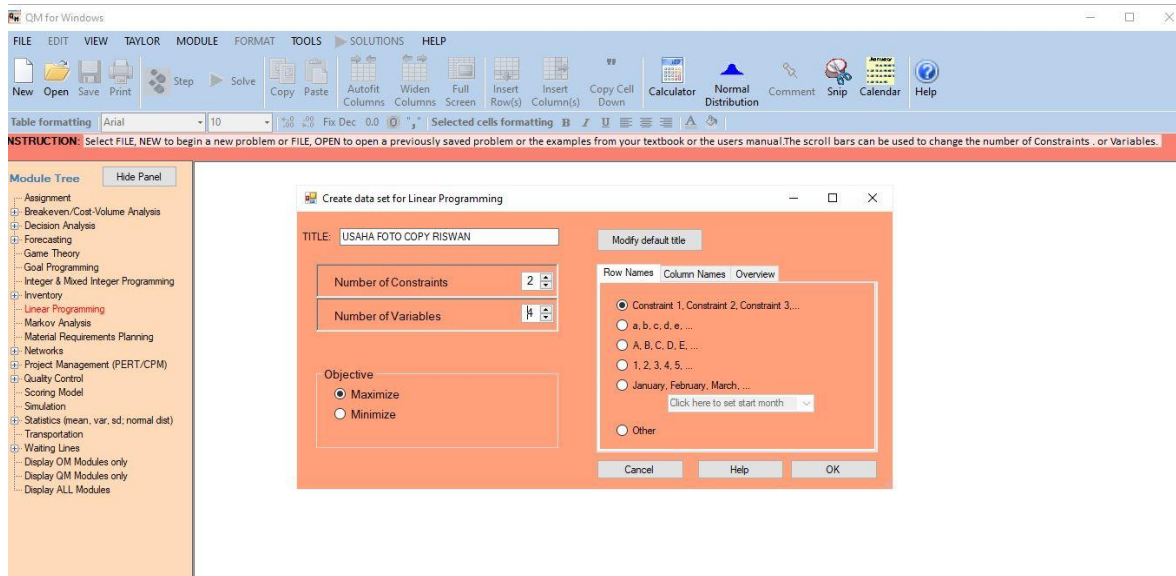 QM for Windows
FILE EDIT VIEW TAYLOR MODULE FORMAT TOOLS SOLUTIONS HELP
New Open Save Print Step Solve Copy Paste Autofit Columns Widen Columns Full Screen Insert Row(s) Insert Column(s) Copy Cell Down Calculator Normal Distribution Comment Snip Calendar Help
Table formatting Arial 10 Fix Dec 0.0 0 "," Selected cells formatting B I U A
NSTRUCTION: Select FILE, NEW to begin a new problem or FILE, OPEN to open a previously saved problem or the examples from your textbook or the users manual.The scroll bars can be used to change the number of Constraints . or Variables.
Module Tree Hide Panel
Assignment
Breakeven/Cost-Volume Analysis
Decision Analysis
Forecasting
Game Theory
Goal Programming
Integer & Mixed Integer Programming
Inventory
Linear Programming
Markov Analysis
Material Requirements Planning
Networks
Project Management (PERT/CPM)
Quality Control
Scoring Model
Simulation
Statistics (mean, var, sd; normal dist)
Transportation
Waiting Lines
Display OM Modules only
Display QM Modules only
Display ALL Modules
Create data set for Linear Programming
TITLE: USAHA FOTO COPY RISWAN
Modify default title
Number of Constraints 2
Number of Variables 4
Objective
Maximize
Minimize
Row Names Column Names Overview
Constraint 1, Constraint 2, Constraint 3,...
a, b, c, d, e, ...
A, B, C, D, E, ...
1, 2, 3, 4, 5, ...
January, February, March, ...
Click here to set start month
Other
Cancel Help OK